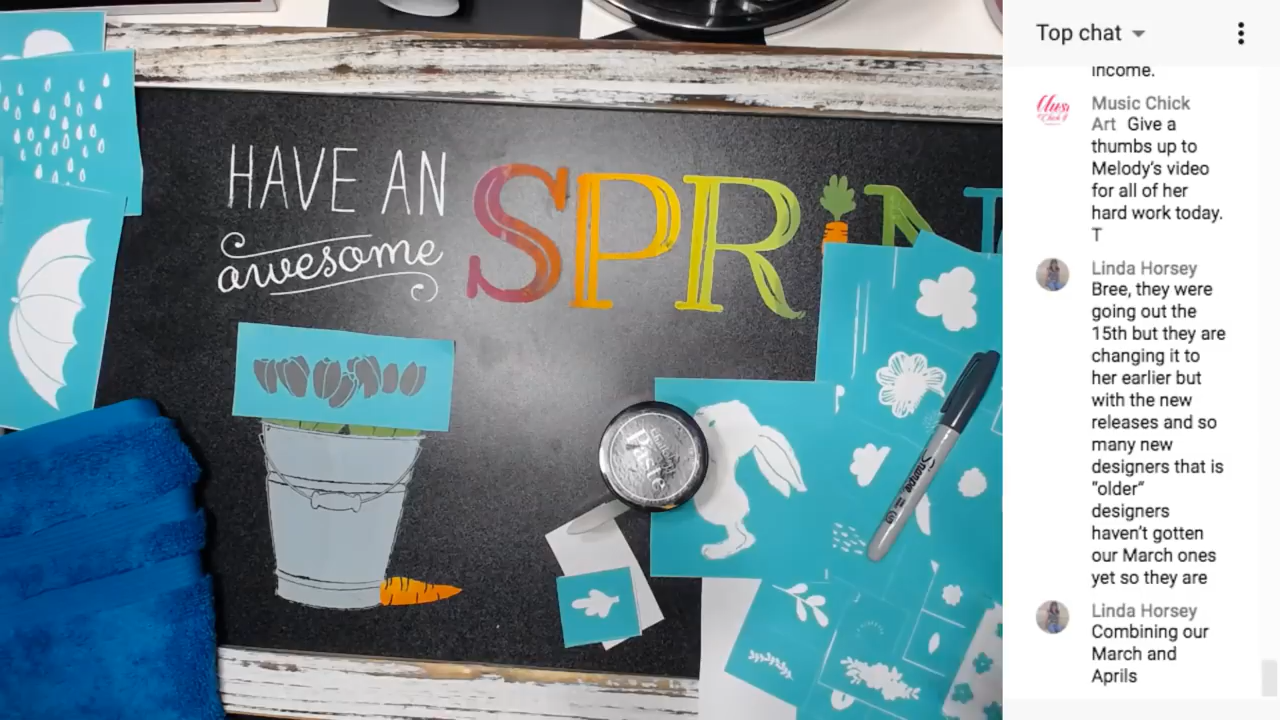 HAVE AN
awesome
SPRIN
Paste
Sharpie
Top chat
income.
Music Chick
Art Give a
thumbs up to
Melody's video
for all of her
hard work today.
T
Linda Horsey
Bree, they were
going out the
15th but they are
changing it to
her earlier but
with the new
releases and so
many new
designers that is
“older”
designers
haven’t gotten
our March ones
yet so they are
Linda Horsey
Combining our
March and
Aprils